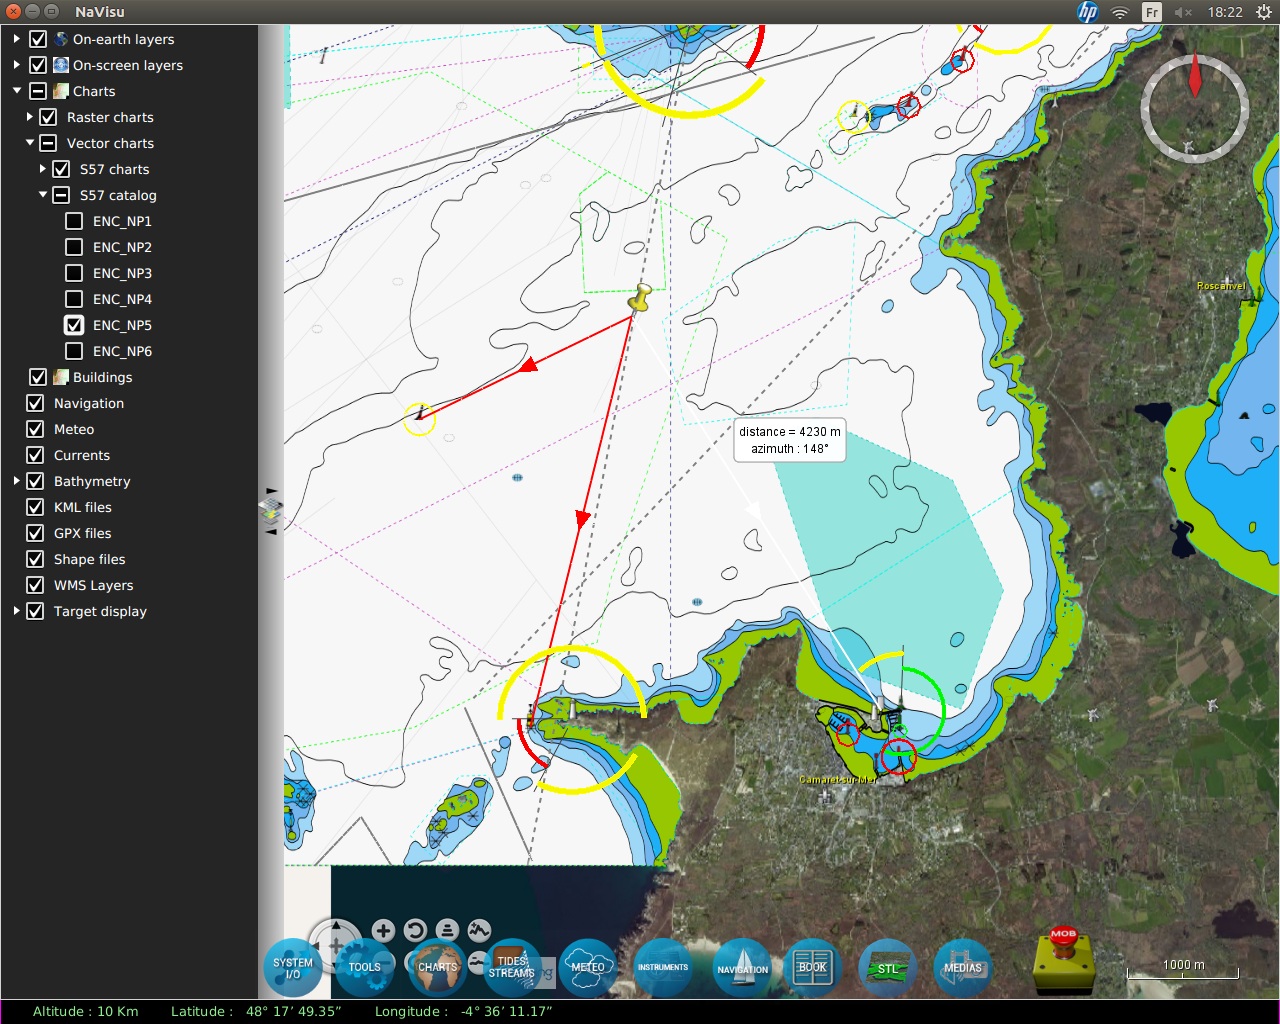 NaVisu
hp
Fr
18:22
On-earth layers
On-screen layers
Charts
Raster charts
Vector charts
S57 charts
S57 catalog
ENC_NP1
ENC_NP2
ENC_NP3
ENC_NP4
ENC_NP5
ENC_NP6
Buildings
Navigation
Meteo
Currents
Bathymetry
KML files
GPX files
Shape files
WMS Layers
Target display
Roscanvel
distance = 4230 m
azimuth : 148°
Camaret-sur-Mer
SYSTEM
I/O
TOOLS
CHARTS
TIDES
STREAMS
METEO
INSTRUMENTS
NAVIGATION
BOOK
STL
MEDIAS
MOB
1000 m
Altitude : 10 Km Latitude : 48° 17’ 49.35” Longitude : -4° 36’ 11.17”